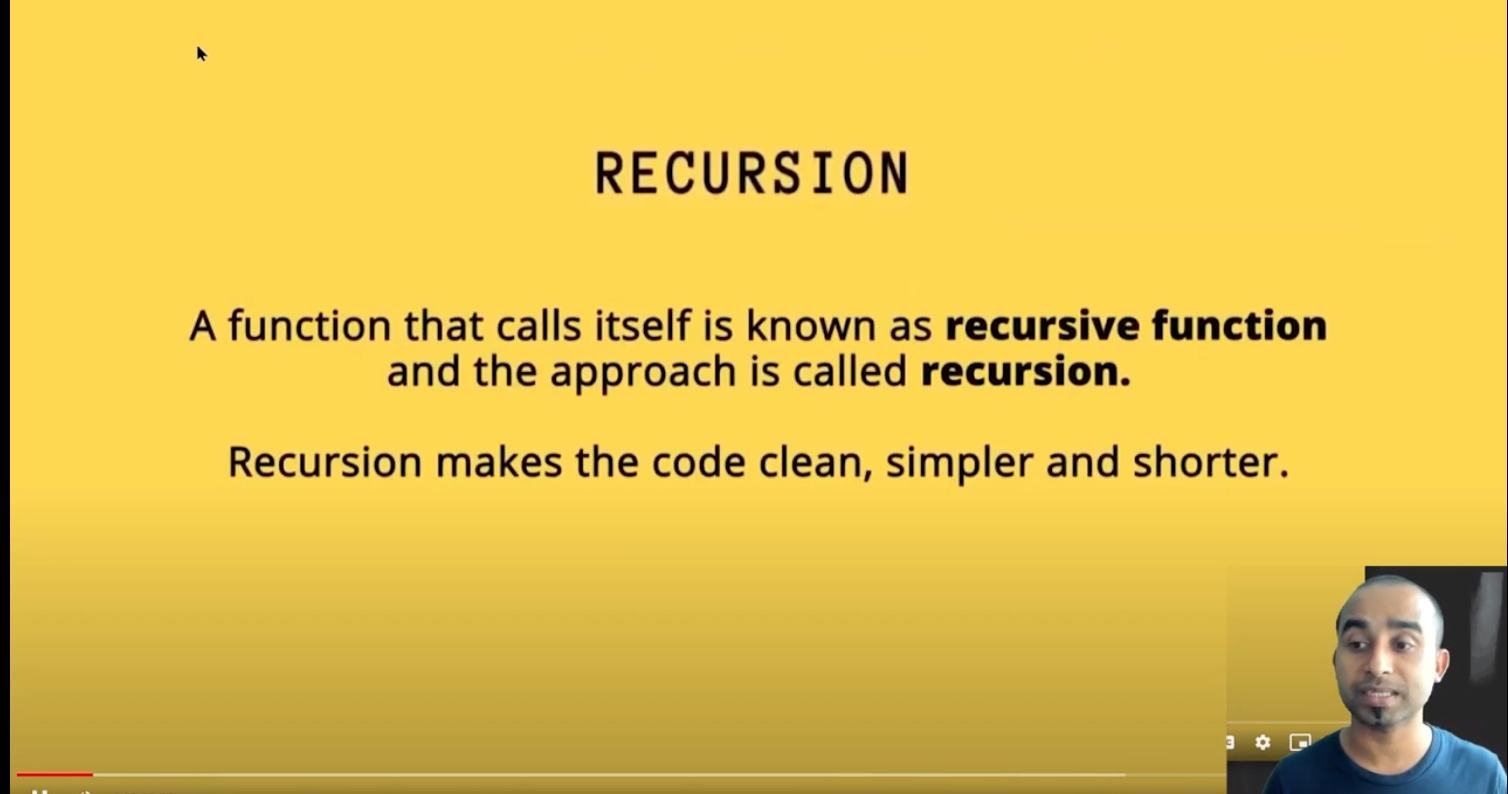 RECURSION
A function that calls itself is known as recursive function
and the approach is called recursion.
Recursion makes the code clean, simpler and shorter.